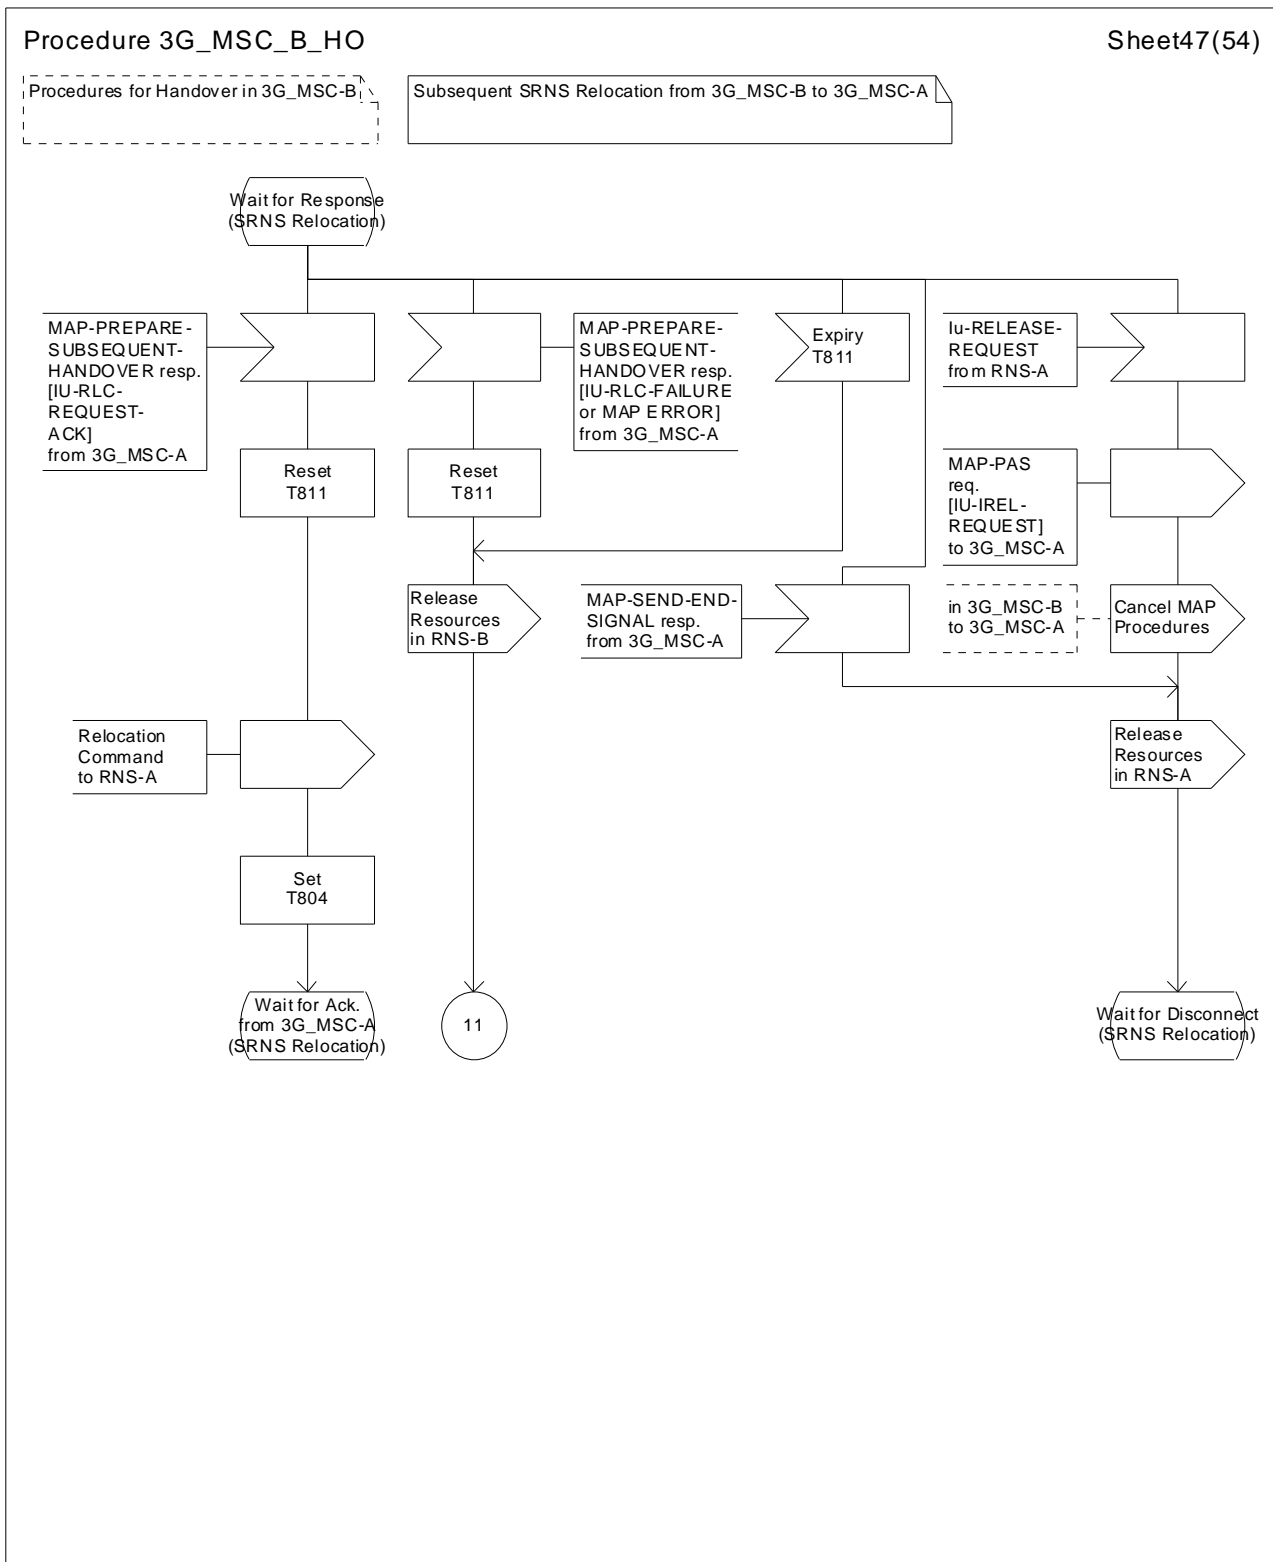 Procedure 3G_MSC_B_HO
Sheet47(54)
Procedures for Handover in 3G_MSC-B
Subsequent SRNS Relocation from 3G_MSC-B to 3G_MSC-A
Wait for Response
(SRNS Relocation)
MAP-PREPARE-
SUBSEQUENT-
HANDOVER resp.
[IU-RLC-
REQUEST-
ACK]
from 3G_MSC-A
MAP-PREPARE-
SUBSEQUENT-
HANDOVER resp.
[IU-RLC-FAILURE
or MAP ERROR]
from 3G_MSC-A
Expiry
T811
Iu-RELEASE-
REQUEST
from RNS-A
Reset
T811
Reset
T811
MAP-PAS
req.
[IU-IREL-
REQUEST]
to 3G_MSC-A
Release
Resources
in RNS-B
MAP-SEND-END-
SIGNAL resp.
from 3G_MSC-A
in 3G_MSC-B
to 3G_MSC-A
Cancel MAP
Procedures
Relocation
Command
to RNS-A
Release
Resources
in RNS-A
Set
T804
Wait for Ack.
from 3G_MSC-A
(SRNS Relocation)
11
Wait for Disconnect
(SRNS Relocation)